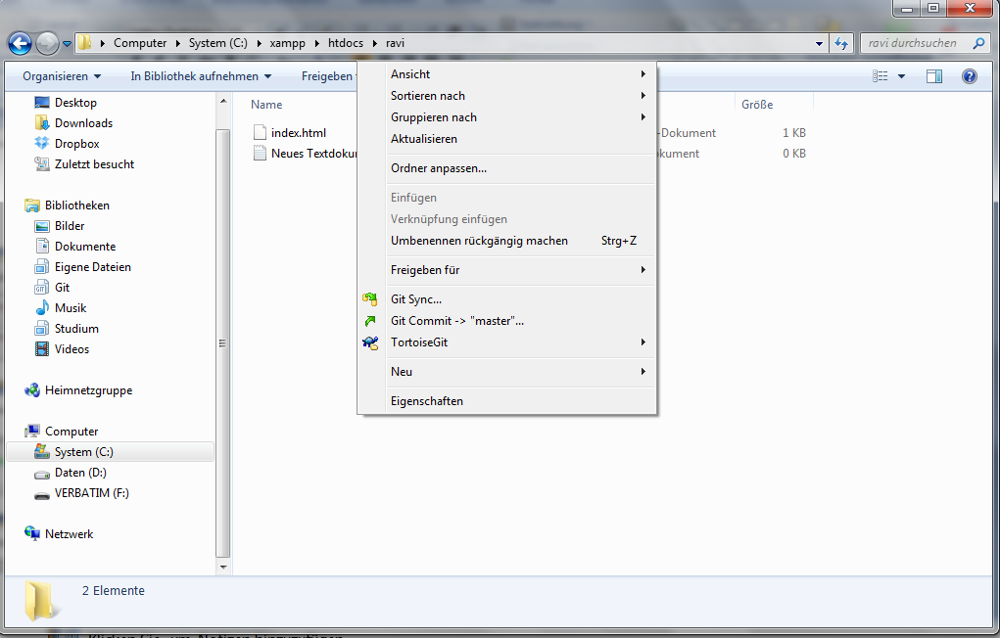 Computer System (C:) xampp htdocs ravi
ravi durchsuchen
Organisieren In Bibliothek aufnehmen Freigeben
Desktop
Downloads
Dropbox
Zuletzt besucht
Bibliotheken
Bilder
Dokumente
Eigene Dateien
Git
Musik
Studium
Videos
Heimnetzgruppe
Computer
System (C:)
Daten (D:)
VERBATIM (F:)
Netzwerk
Name Größe
index.html -Dokument 1 KB
Neues Textdoku kument 0 KB
Ansicht
Sortieren nach
Gruppieren nach
Aktualisieren
Ordner anpassen...
Einfügen
Verknüpfung einfügen
Umbenennen rückgängig machen Strg+Z
Freigeben für
Git Sync...
Git Commit -> "master"...
TortoiseGit
Neu
Eigenschaften
2 Elemente